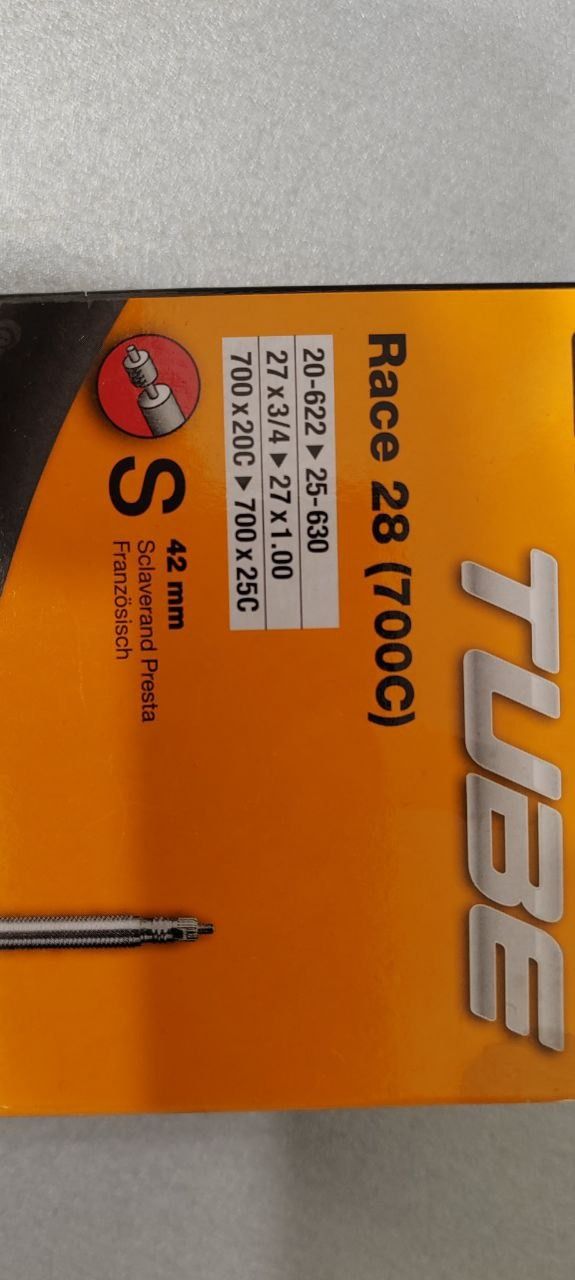 TUBE
Race 28 (700C)
20-622 ▶ 25-630
27 x 3/4 ▶ 27 x 1.00
700 x 20C ▶ 700 x 25C
S
42 mm
Sclaverand Presta
Französisch